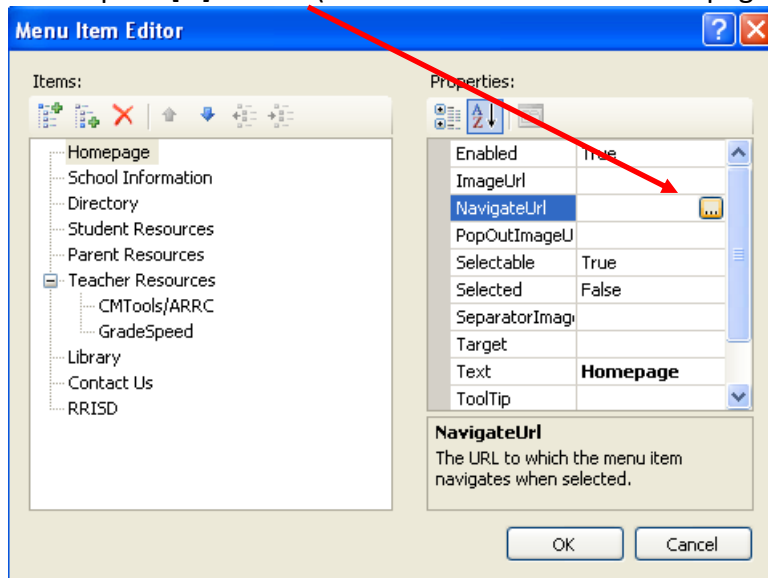 Menu Item Editor
Items:
Homepage
School Information
Directory
Student Resources
Parent Resources
Teacher Resources
CMTools/ARRC
GradeSpeed
Library
Contact Us
RRISD
Properties:
Enabled True
ImageUrl
NavigateUrl ...
PopOutImageU
Selectable True
Selected False
SeparatorImag
Target
Text Homepage
ToolTip
NavigateUrl
The URL to which the menu item
navigates when selected.
OK Cancel